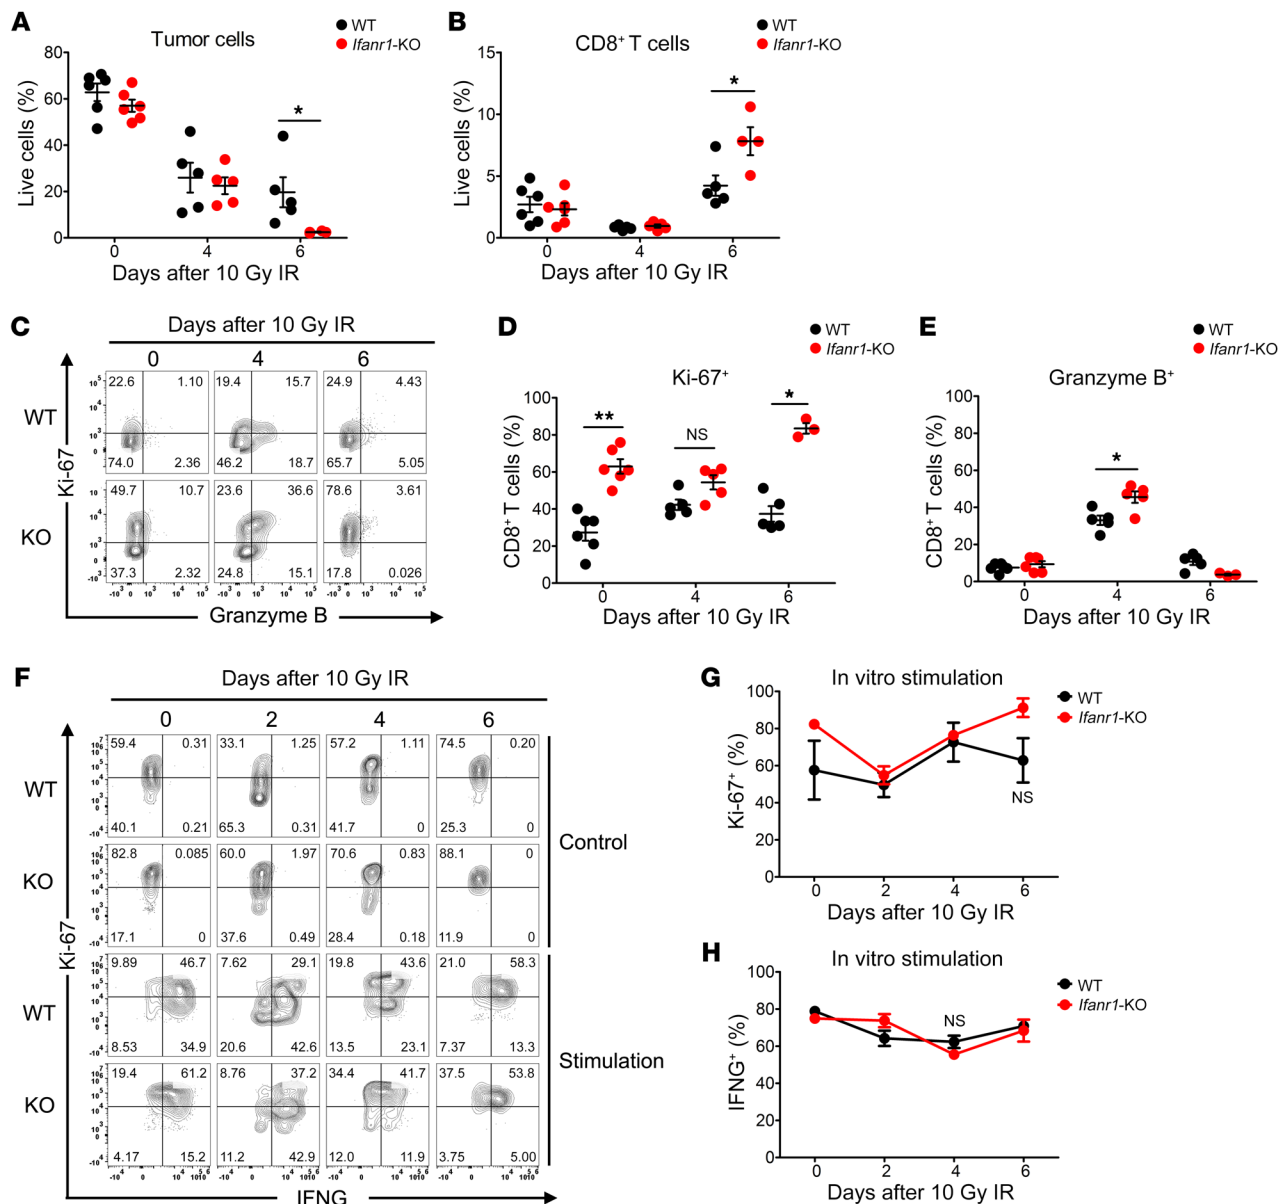 A
Tumor cells
WT
Ifanr1-KO
Live cells (%)
80
60
40
20
0
*
0 4 6
Days after 10 Gy IR
B
CD8+ T cells
WT
Ifanr1-KO
Live cells (%)
15
10
5
0
*
0 4 6
Days after 10 Gy IR
C
Days after 10 Gy IR
0 4 6
WT
22.6 1.10 19.4 15.7 24.9 4.43
74.0 2.36 46.2 18.7 65.7 5.05
KO
49.7 10.7 23.6 36.6 78.6 3.61
37.3 2.32 24.8 15.1 17.8 0.026
Ki-67
Granzyme B
D
WT
Ifanr1-KO
Ki-67+
CD8+ T cells (%)
100
80
60
40
20
0
** NS *
0 4 6
Days after 10 Gy IR
E
WT
Ifanr1-KO
Granzyme B+
CD8+ T cells (%)
100
80
60
40
20
0
*
0 4 6
Days after 10 Gy IR
F
Days after 10 Gy IR
0 2 4 6
WT
59.4 0.31 33.1 1.25 57.2 1.11 74.5 0.20
40.1 0.21 65.3 0.31 41.7 0 25.3 0
Control
KO
82.8 0.085 60.0 1.97 70.6 0.83 88.1 0
17.1 0 37.6 0.49 28.4 0.18 11.9 0
WT
9.89 46.7 7.62 29.1 19.8 43.6 21.0 58.3
8.53 34.9 20.6 42.6 13.5 23.1 7.37 13.3
Stimulation
KO
19.4 61.2 8.76 37.2 34.4 41.7 37.5 53.8
4.17 15.2 11.2 42.9 12.0 11.9 3.75 5.00
Ki-67
IFNG
G
In vitro stimulation
WT
Ifanr1-KO
Ki-67+ (%)
100
80
60
40
20
0
NS
0 2 4 6
Days after 10 Gy IR
H
In vitro stimulation
WT
Ifanr1-KO
IFNG+ (%)
100
80
60
40
20
0
NS
0 2 4 6
Days after 10 Gy IR